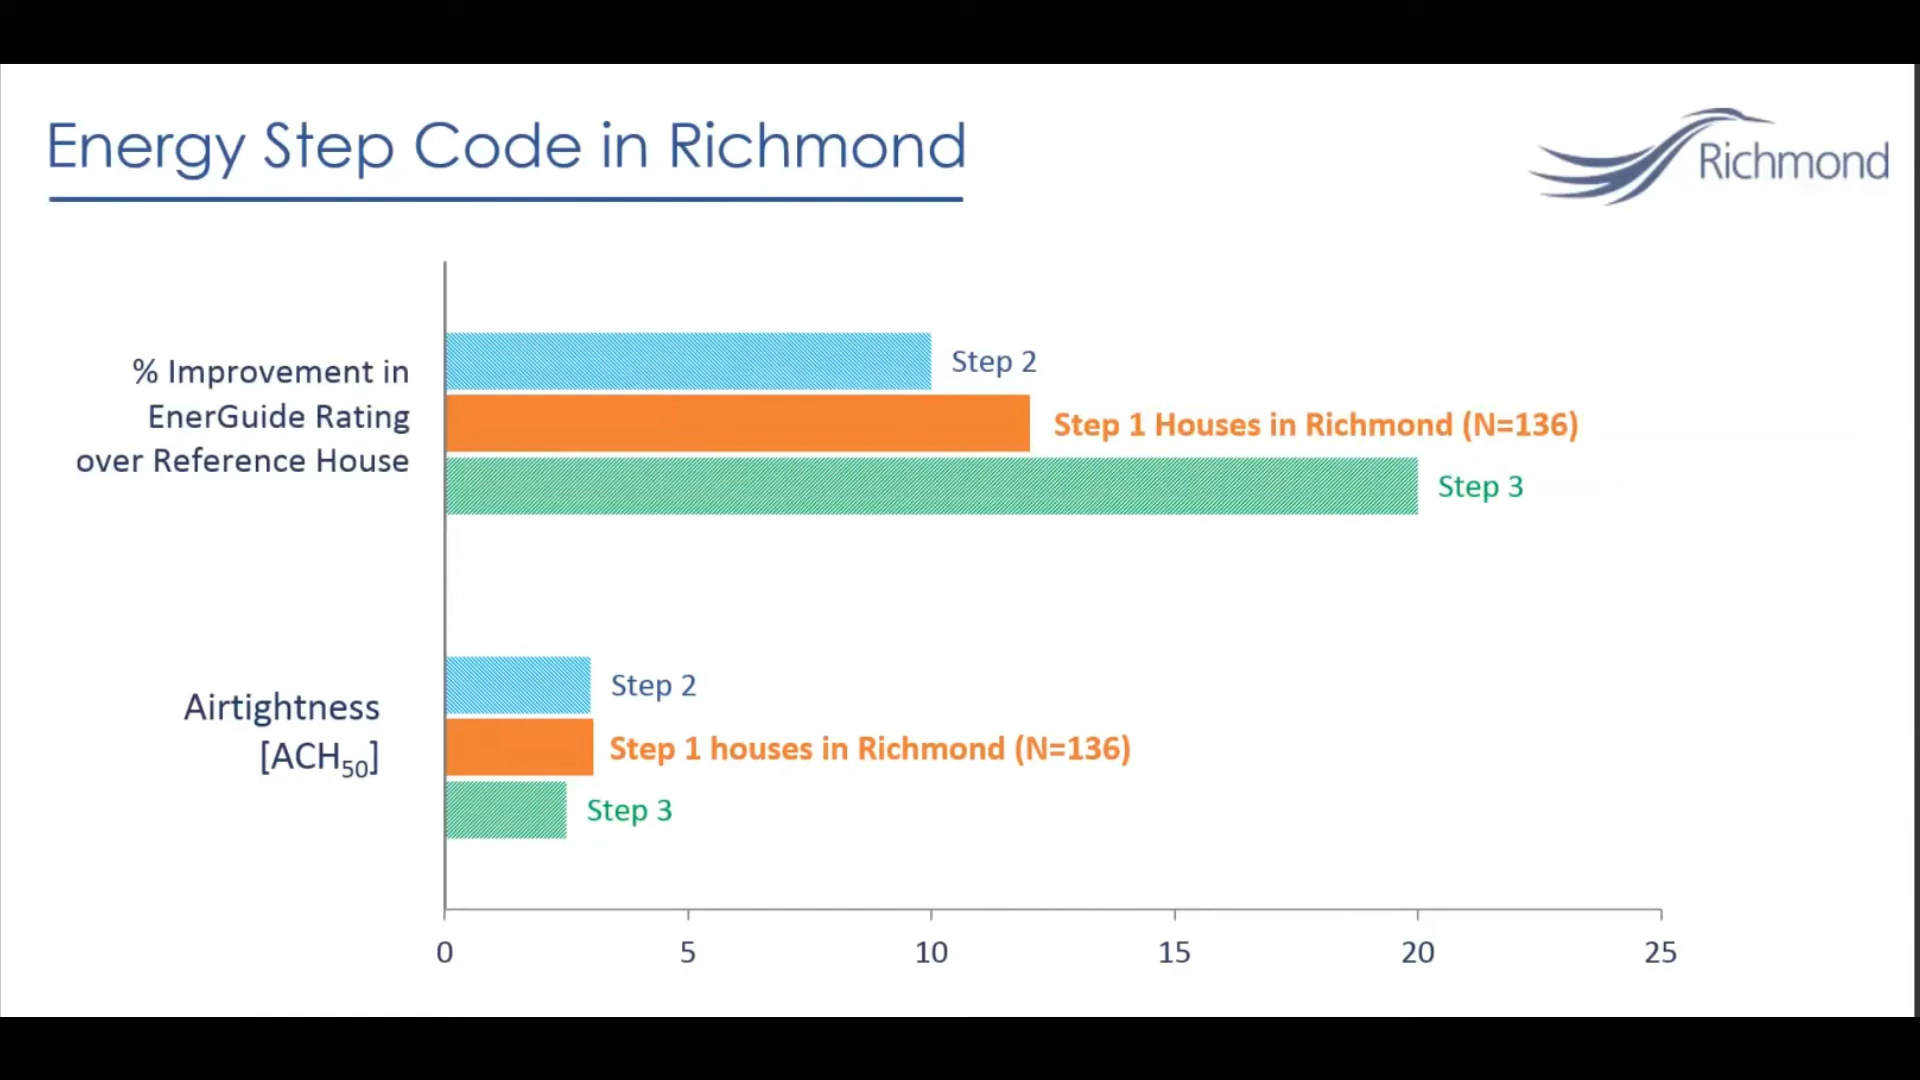 Energy Step Code in Richmond
Richmond
% Improvement in
EnerGuide Rating
over Reference House
Step 2
Step 1 Houses in Richmond (N=136)
Step 3
Airtightness
[ACH50]
Step 2
Step 1 houses in Richmond (N=136)
Step 3
0 5 10 15 20 25